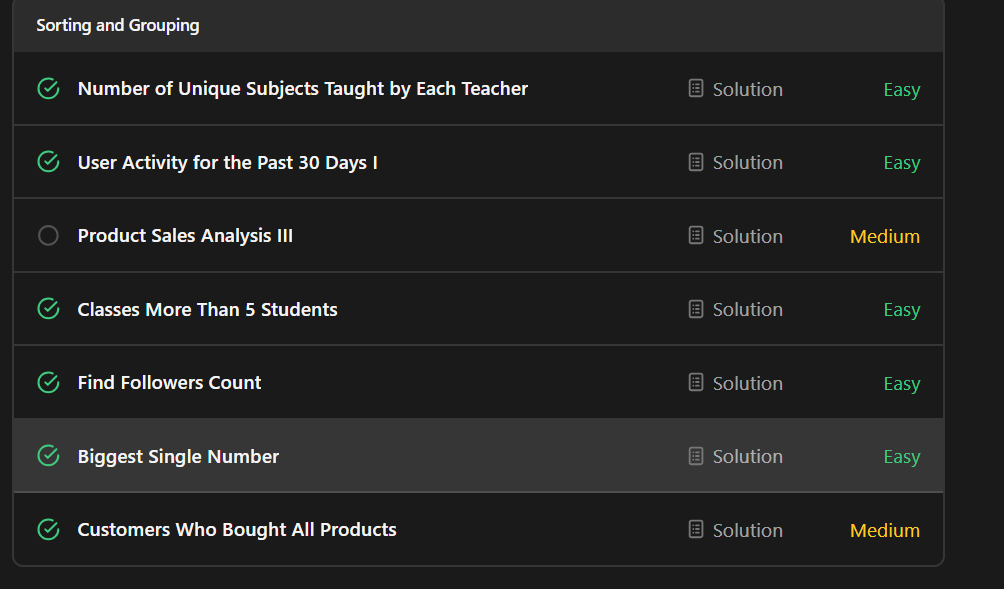 Sorting and Grouping
Number of Unique Subjects Taught by Each Teacher Solution Easy
User Activity for the Past 30 Days I Solution Easy
Product Sales Analysis III Solution Medium
Classes More Than 5 Students Solution Easy
Find Followers Count Solution Easy
Biggest Single Number Solution Easy
Customers Who Bought All Products Solution Medium